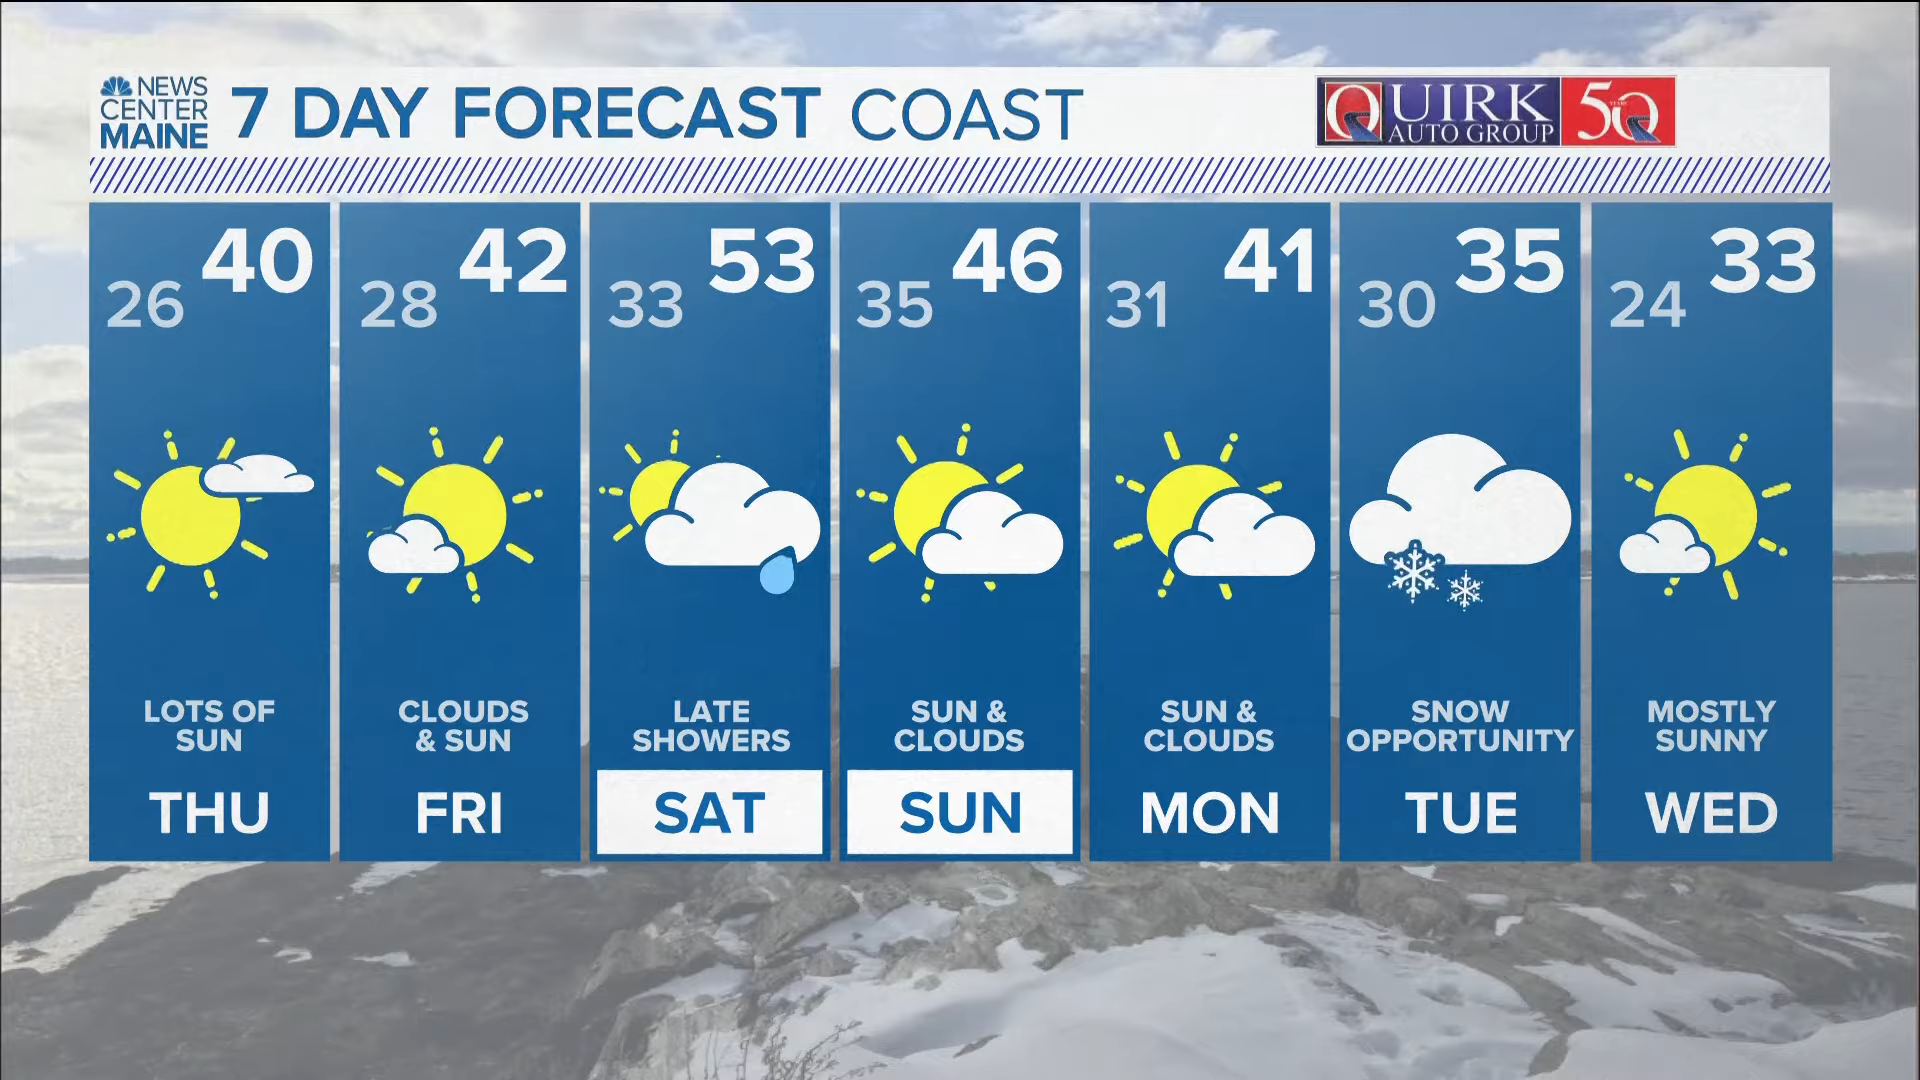 NEWS
CENTER
MAINE
7 DAY FORECAST COAST
QUIRK
AUTO GROUP
50
YEARS
26 40
28 42
33 53
35 46
31 41
30 35
24 33
LOTS OF
SUN
THU
CLOUDS
& SUN
FRI
LATE
SHOWERS
SAT
SUN &
CLOUDS
SUN
SUN &
CLOUDS
MON
SNOW
OPPORTUNITY
TUE
MOSTLY
SUNNY
WED